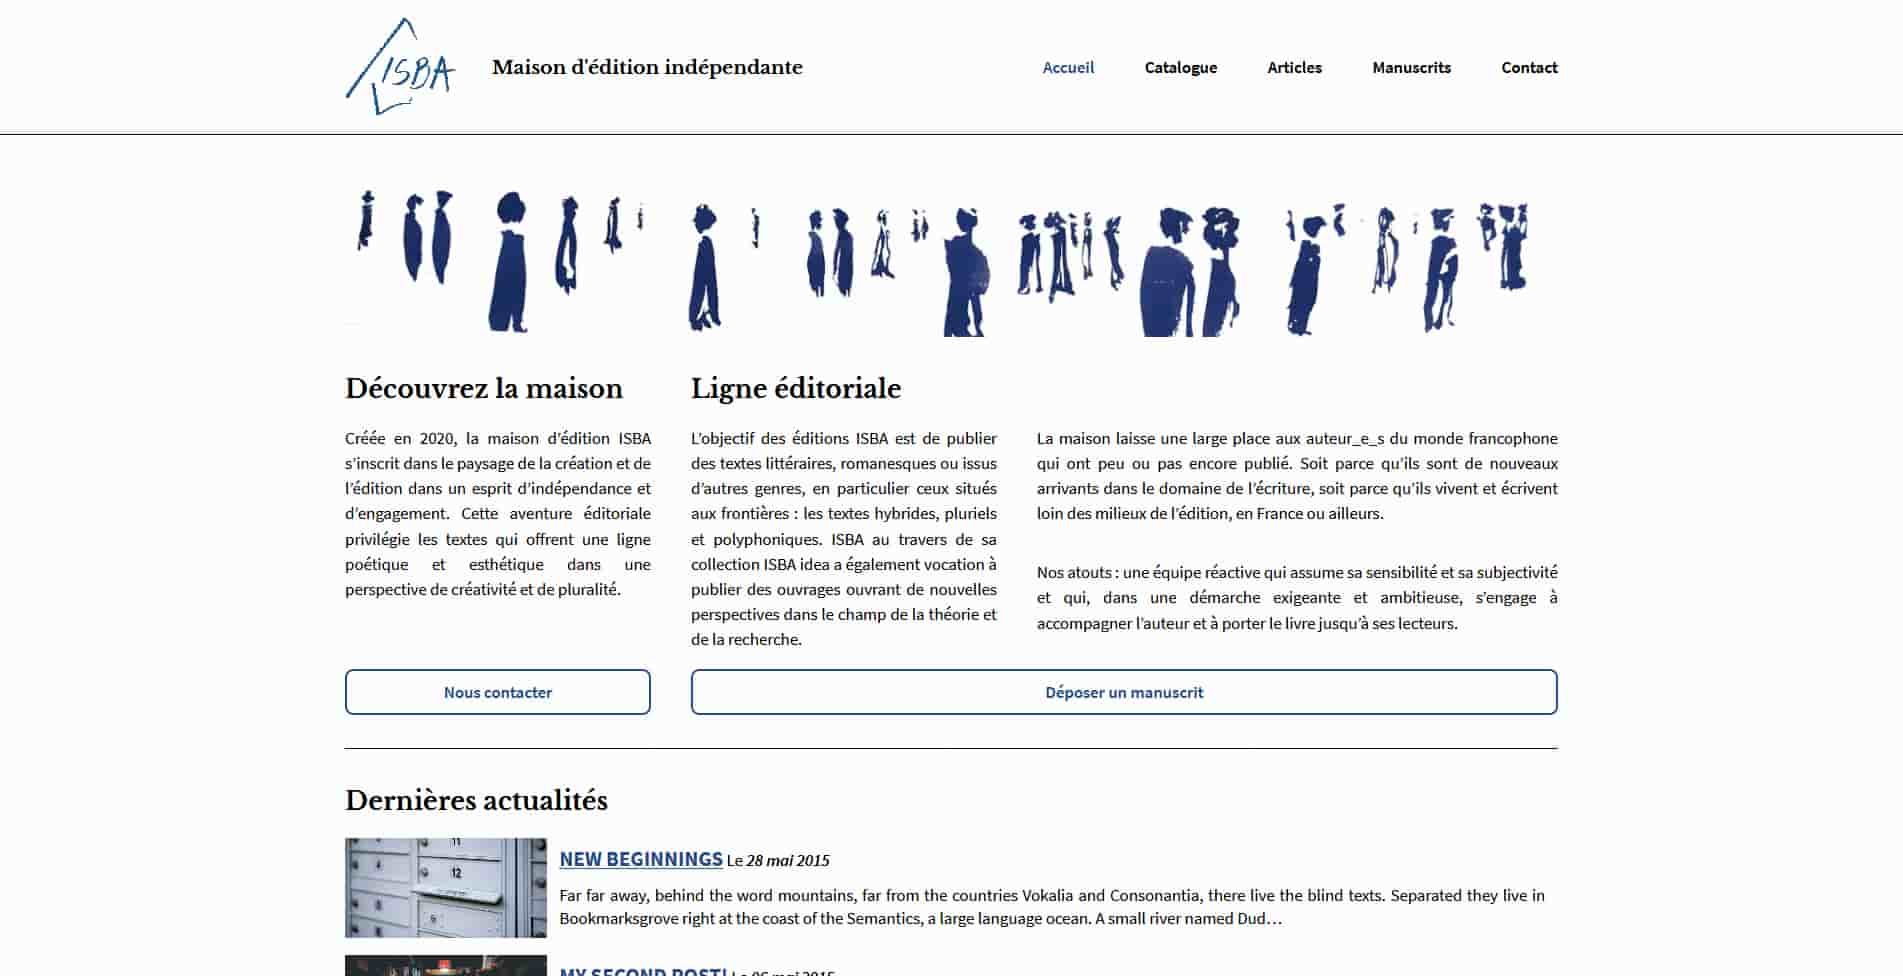 ISBA
Maison d'édition indépendante
Accueil
Catalogue
Articles
Manuscrits
Contact
Découvrez la maison
Créée en 2020, la maison d’édition ISBA
s’inscrit dans le paysage de la création et de
l’édition dans un esprit d’indépendance et
d’engagement. Cette aventure éditoriale
privilégie les textes qui offrent une ligne
poétique et esthétique dans une
perspective de créativité et de pluralité.
Nous contacter
Ligne éditoriale
L’objectif des éditions ISBA est de publier
des textes littéraires, romanesques ou issus
d’autres genres, en particulier ceux situés
aux frontières : les textes hybrides, pluriels
et polyphoniques. ISBA au travers de sa
collection ISBA idea a également vocation à
publier des ouvrages ouvrant de nouvelles
perspectives dans le champ de la théorie et
de la recherche.
La maison laisse une large place aux auteur_e_s du monde francophone
qui ont peu ou pas encore publié. Soit parce qu’ils sont de nouveaux
arrivants dans le domaine de l’écriture, soit parce qu’ils vivent et écrivent
loin des milieux de l’édition, en France ou ailleurs.
Nos atouts : une équipe réactive qui assume sa sensibilité et sa subjectivité
et qui, dans une démarche exigeante et ambitieuse, s’engage à
accompagner l’auteur et à porter le livre jusqu’à ses lecteurs.
Déposer un manuscrit
Dernières actualités
11
12
NEW BEGINNINGS Le 28 mai 2015
Far far away, behind the word mountains, far from the countries Vokalia and Consonantia, there live the blind texts. Separated they live in
Bookmarksgrove right at the coast of the Semantics, a large language ocean. A small river named Dud…
MY SECOND POST! Le 06 mai 2015